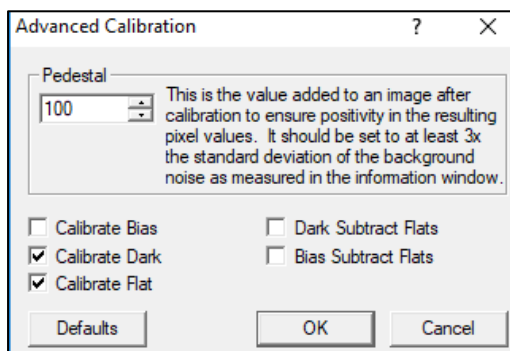 Advanced Calibration ? X
Pedestal
100
This is the value added to an image after
calibration to ensure positivity in the resulting
pixel values. It should be set to at least 3x
the standard deviation of the background
noise as measured in the information window.
Calibrate Bias
Dark Subtract Flats
Calibrate Dark
Bias Subtract Flats
Calibrate Flat
Defaults
OK
Cancel